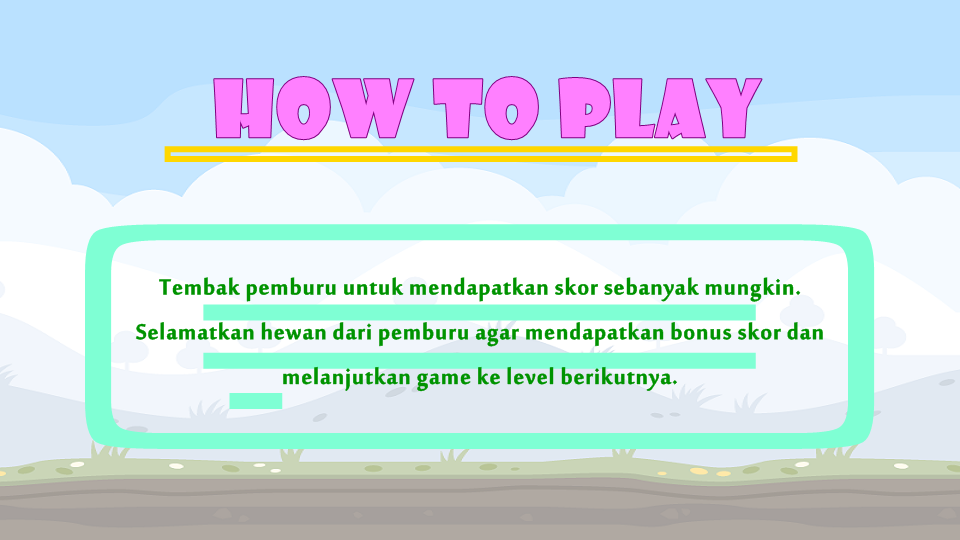 HOW TO PLAY
Tembak pemburu untuk mendapatkan skor sebanyak mungkin.
Selamatkan hewan dari pemburu agar mendapatkan bonus skor dan
melanjutkan game ke level berikutnya.